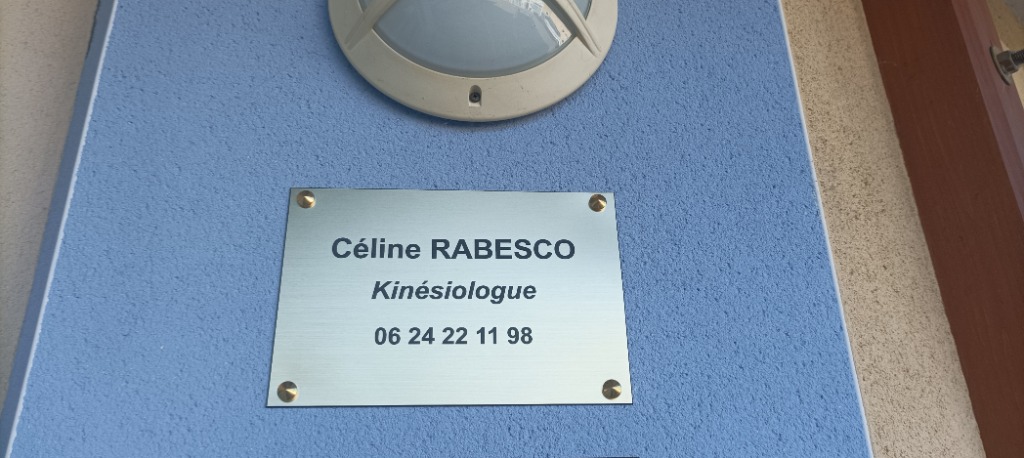 Céline RABESCO
Kinésiologue
06 24 22 11 98